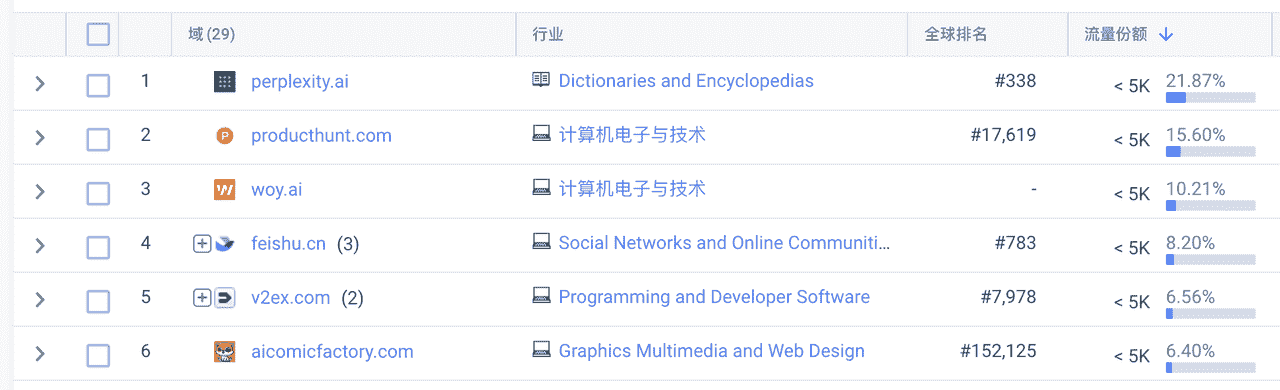 域 (29) 行业 全球排名 流量份额
1 perplexity.ai Dictionaries and Encyclopedias #338 < 5K 21.87%
2 P producthunt.com 计算机电子与技术 #17,619 < 5K 15.60%
3 W woy.ai 计算机电子与技术 - < 5K 10.21%
4 feishu.cn (3) Social Networks and Online Communiti... #783 < 5K 8.20%
5 v2ex.com (2) Programming and Developer Software #7,978 < 5K 6.56%
6 aicomicfactory.com Graphics Multimedia and Web Design #152,125 < 5K 6.40%